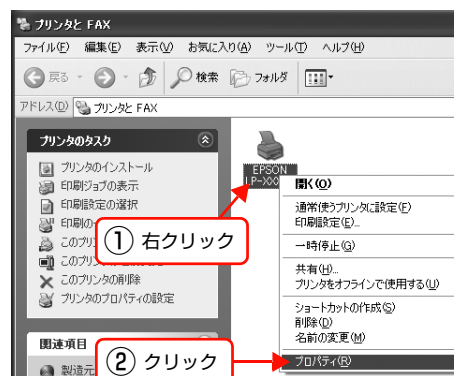 プリンタと FAX
ファイル(F) 編集(E) 表示(V) お気に入り(A) ツール(T) ヘルプ(H)
戻る 検索 フォルダ
アドレス(D) プリンタと FAX
プリンタのタスク
プリンタのインストール
印刷ジョブの表示
印刷設定の選択
印刷の
このプリ
このプリンタの削除
プリンタのプロパティの設定
関連項目
製造元
EPSON
LP-XXX
① 右クリック
開く(O)
通常使うプリンタに設定(F)
印刷設定(E)...
一時停止(G)
共有(H)...
プリンタをオフラインで使用する(U)
ショートカットの作成(S)
削除(D)
名前の変更(M)
プロパティ(R)
② クリック